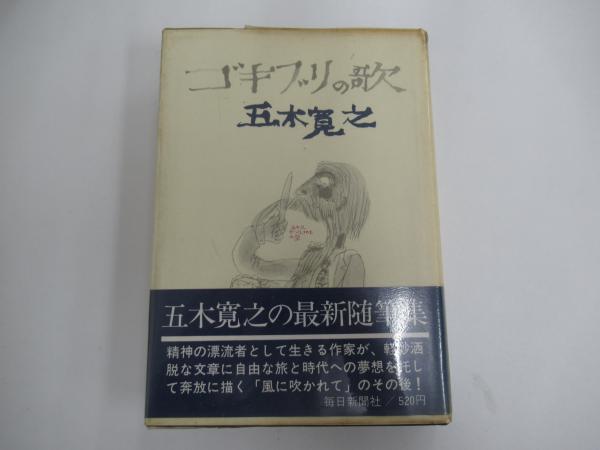 ゴキブリの歌
五木寛之
五木寛之の最新随筆集
精神の漂流者として生きる作家が、軽妙洒
脱な文章に自由な旅と時代への夢想を託し
て奔放に描く「風に吹かれて」のその後！
毎日新聞社／520円